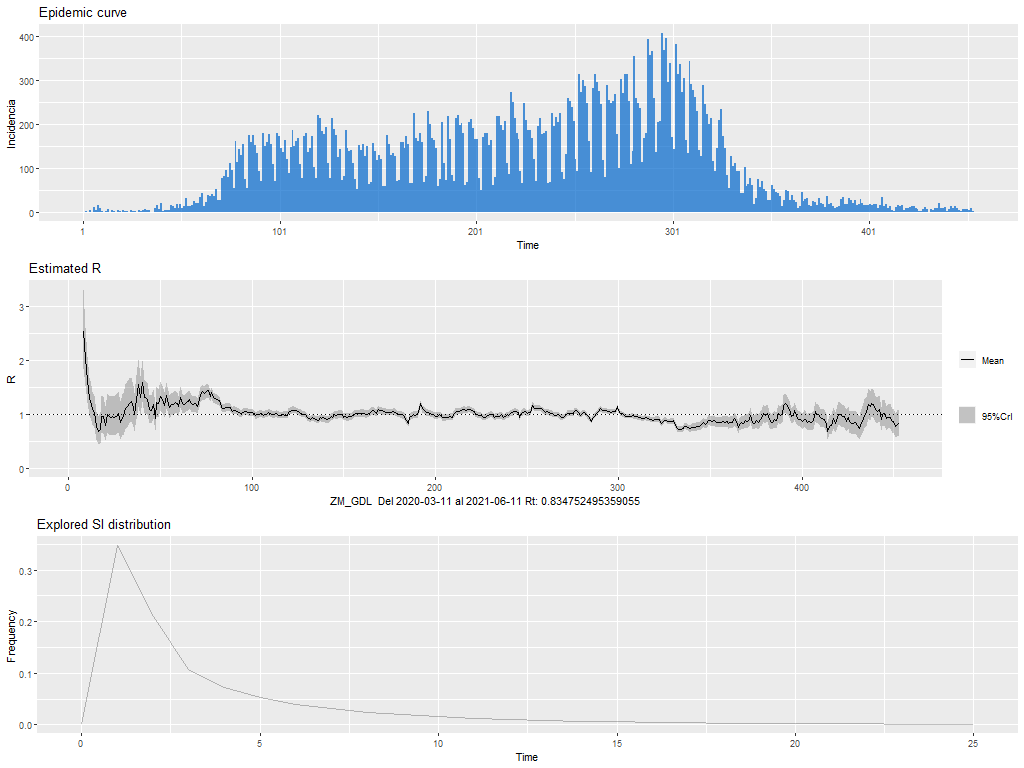 Epidemic curve
400
300
200
100
0
Incidencia
1
101
201
301
401
Time
Estimated R
3
2
1
0
R
0
100
200
300
400
ZM_GDL Del 2020-03-11 al 2021-06-11 Rt: 0.834752495359055
Mean
95%CrI
Explored SI distribution
0.3
0.2
0.1
0.0
Frequency
0
5
10
15
20
25
Time